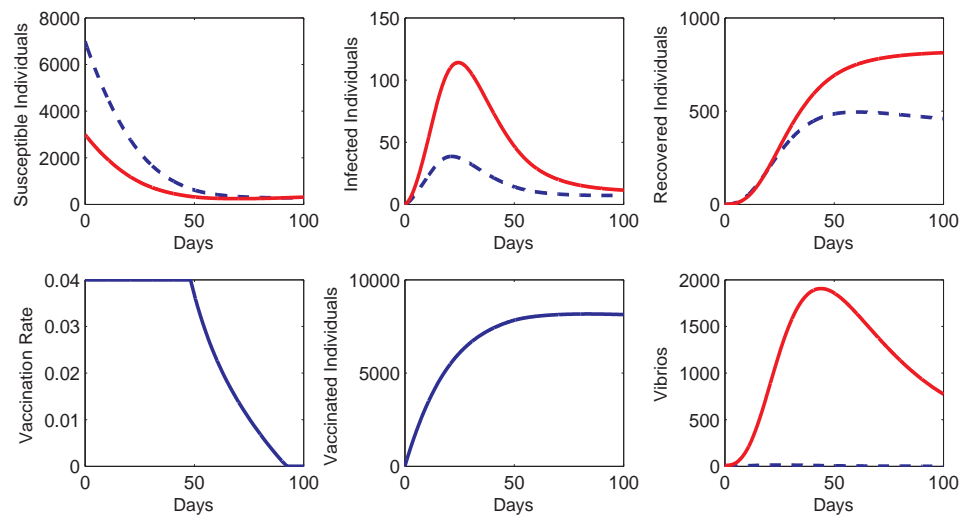 Susceptible Individuals
8000
6000
4000
2000
0
0 50 100
Days
Infected Individuals
150
100
50
0
0 50 100
Days
Recovered Individuals
1000
500
0
0 50 100
Days
Vaccination Rate
0.04
0.03
0.02
0.01
0
0 50 100
Days
Vaccinated Individuals
10000
5000
0
0 50 100
Days
Vibrios
2000
1500
1000
500
0
0 50 100
Days